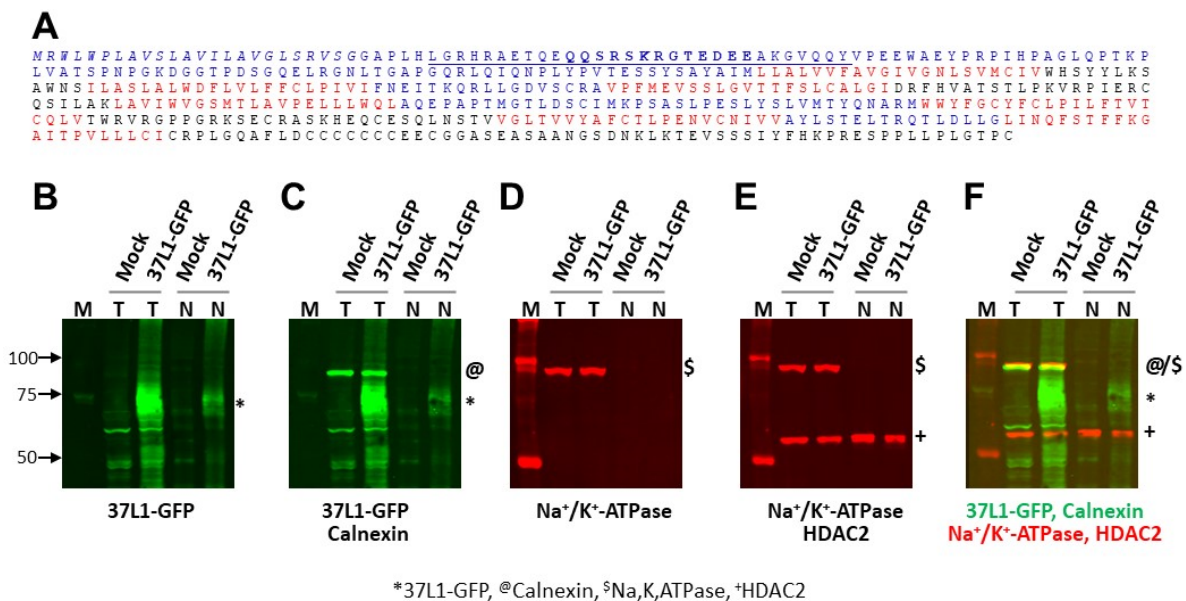 A
MRWLWPLAVSLAVILAVGLSRVSGGAPLHLGRHRAETQEQQSRSKRGTEDEEAKGVQQYVPEEWAEYPRPIHPAGLQPTKP
LVATSPNPGKDGGTPDSGQELRGNLTGAPGQRLQIQNPLYPVTESSYSAYAIMLLALVVFAVGIVGNLSVMCIVWHSYYLKS
AWNSILASLALWDFLVLFFCLPIVIFNEITKQRLLGDVSCRAVPFMEVSSLGVTTFSLCALGIDRFHVATSTLPKVRPIERC
QSILAKLAVIWVGSMTLAVPELLLWQLAQEPAPTMGTLDSCIMKPSASLPESLYSLVMTYQNARMWWYFGCYFCLPILFTVT
CQLVTWRVRGPPGRKSECRASKHEQCESQLNSTVVGLTVVYAFCTLPENVCNIVVAYLSTELTRQTLDLLGLINQFSTFFKG
AITPVLLLCICRPLGQAFLDCCCCCCCEECGGASEASAANGSDNKLKTEVSSSIYFHKPRESPPLLPLGTPC
B C D E F
Mock 37L1-GFP Mock 37L1-GFP Mock 37L1-GFP Mock 37L1-GFP Mock 37L1-GFP Mock 37L1-GFP Mock 37L1-GFP Mock 37L1-GFP Mock 37L1-GFP Mock 37L1-GFP
M T T N N M T T N N M T T N N M T T N N M T T N N
100 @ $ $ @/$
75 * * *
+ +
50
37L1-GFP 37L1-GFP Na⁺/K⁺-ATPase Na⁺/K⁺-ATPase 37L1-GFP, Calnexin
Calnexin HDAC2 Na⁺/K⁺-ATPase, HDAC2
*37L1-GFP, @Calnexin, $Na,K,ATPase, +HDAC2